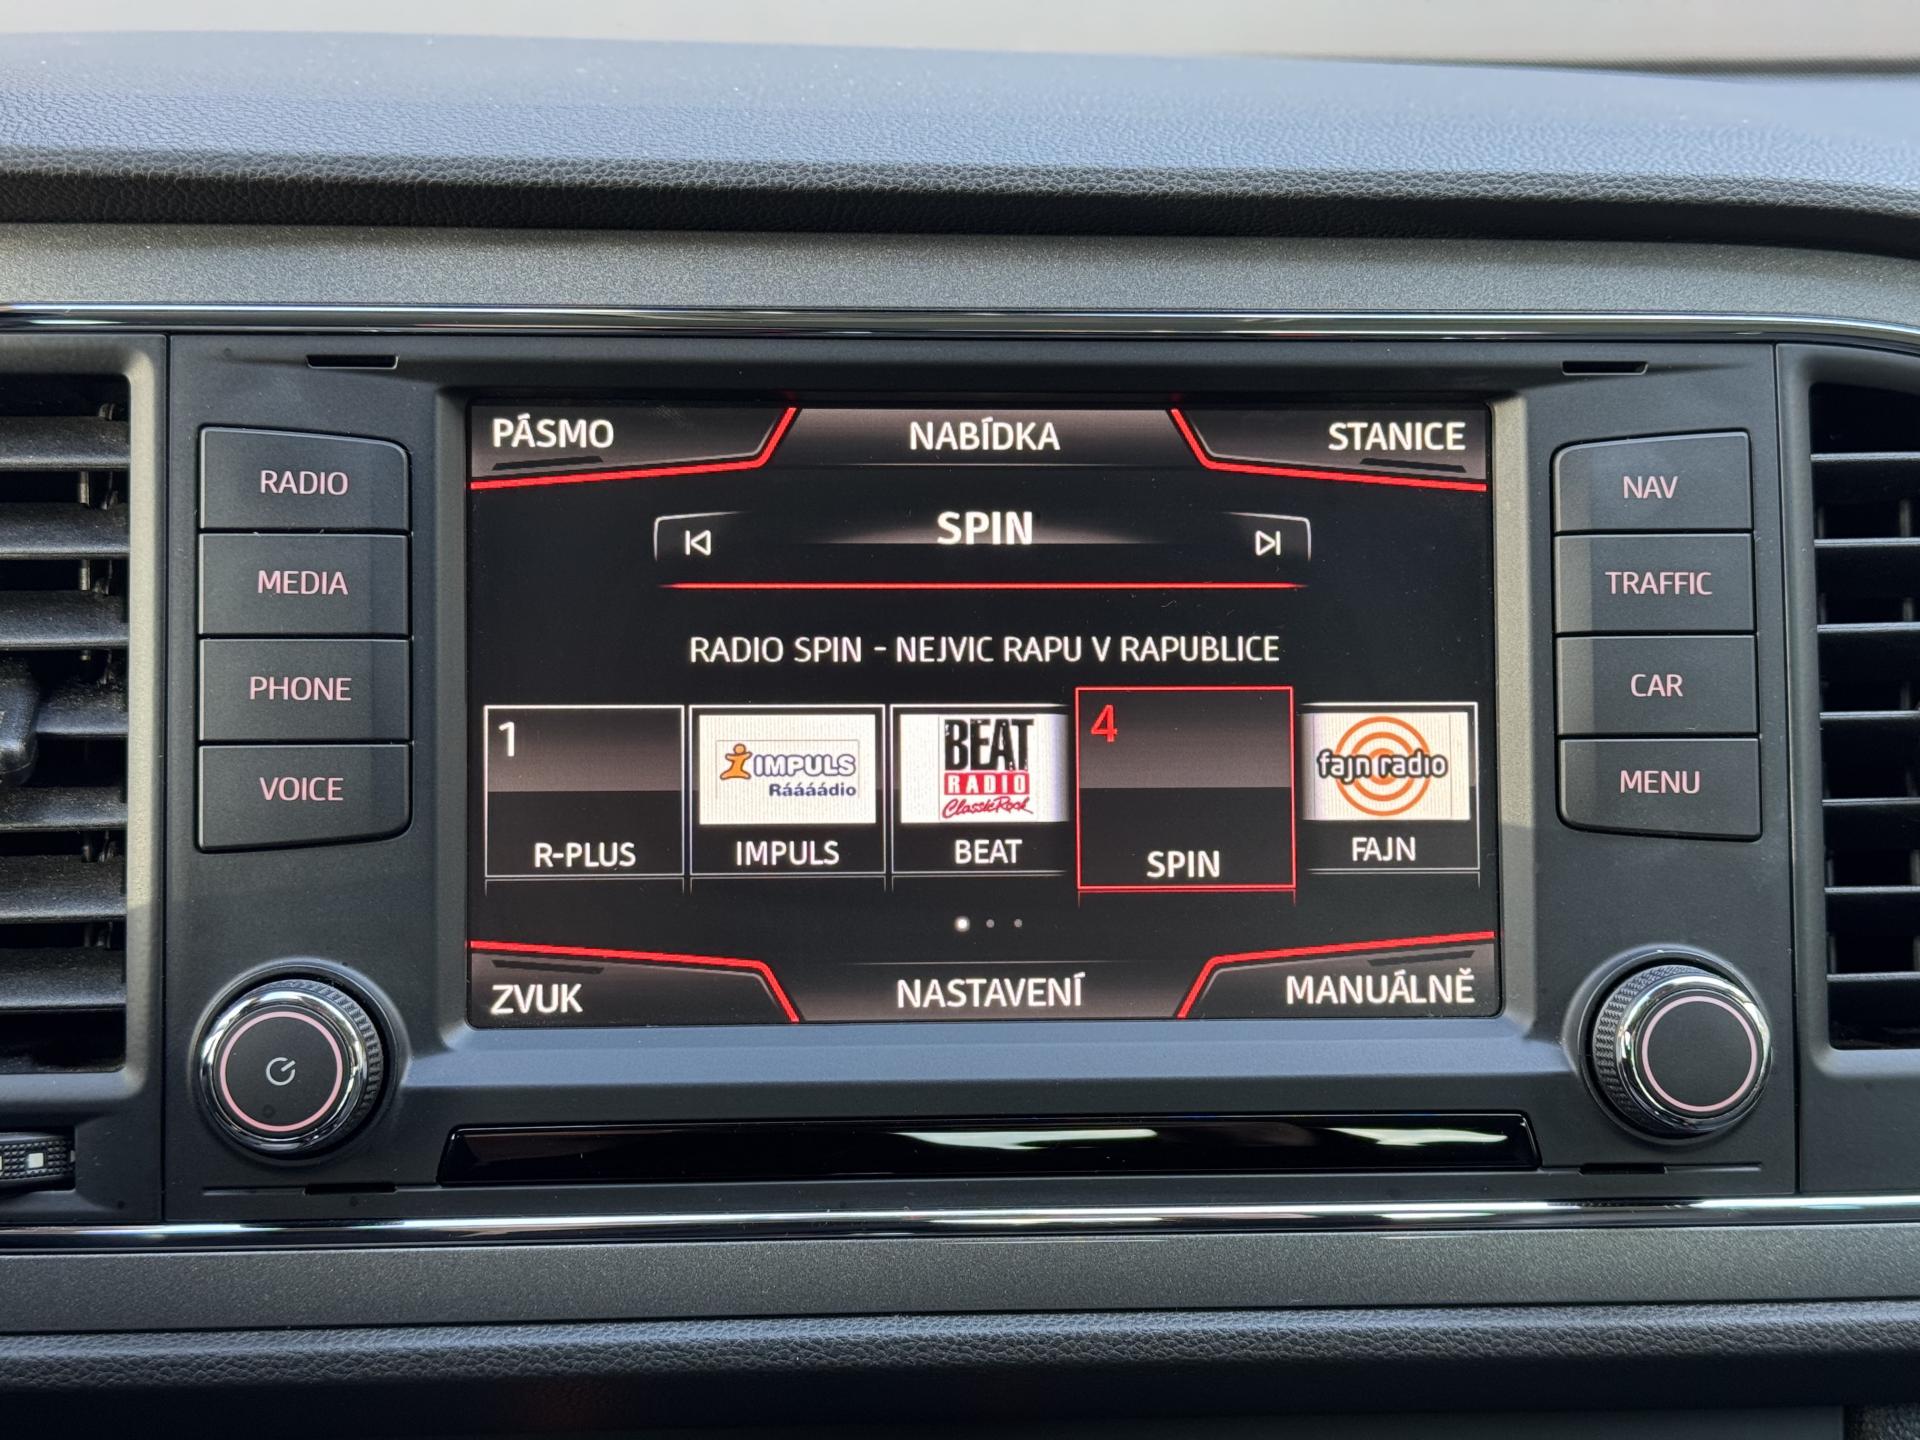 PÁSMO
NABÍDKA
STANICE
RADIO
MEDIA
PHONE
VOICE
SPIN
RADIO SPIN - NEJVIC RAPU V RAPUBLICE
1
R-PLUS
IMPULS
Ráááádio
IMPULS
BEAT
RADIO
Classic Rock
BEAT
4
SPIN
fajn radio
FAJN
ZVUK
NASTAVENÍ
MANUÁLNĚ
NAV
TRAFFIC
CAR
MENU